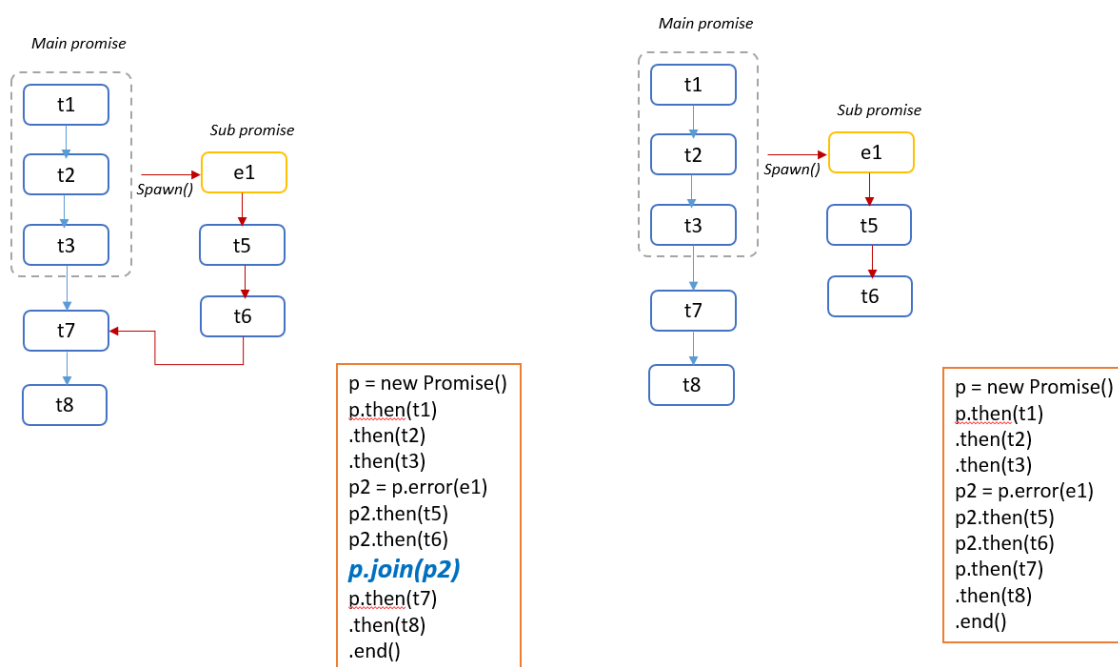 Main promise
t1
t2
t3
t7
t8
Spawn()
Sub promise
e1
t5
t6
p = new Promise()
p.then(t1)
.then(t2)
.then(t3)
p2 = p.error(e1)
p2.then(t5)
p2.then(t6)
p.join(p2)
p.then(t7)
.then(t8)
.end()
Main promise
t1
t2
t3
t7
t8
Spawn()
Sub promise
e1
t5
t6
p = new Promise()
p.then(t1)
.then(t2)
.then(t3)
p2 = p.error(e1)
p2.then(t5)
p2.then(t6)
p.then(t7)
.then(t8)
.end()